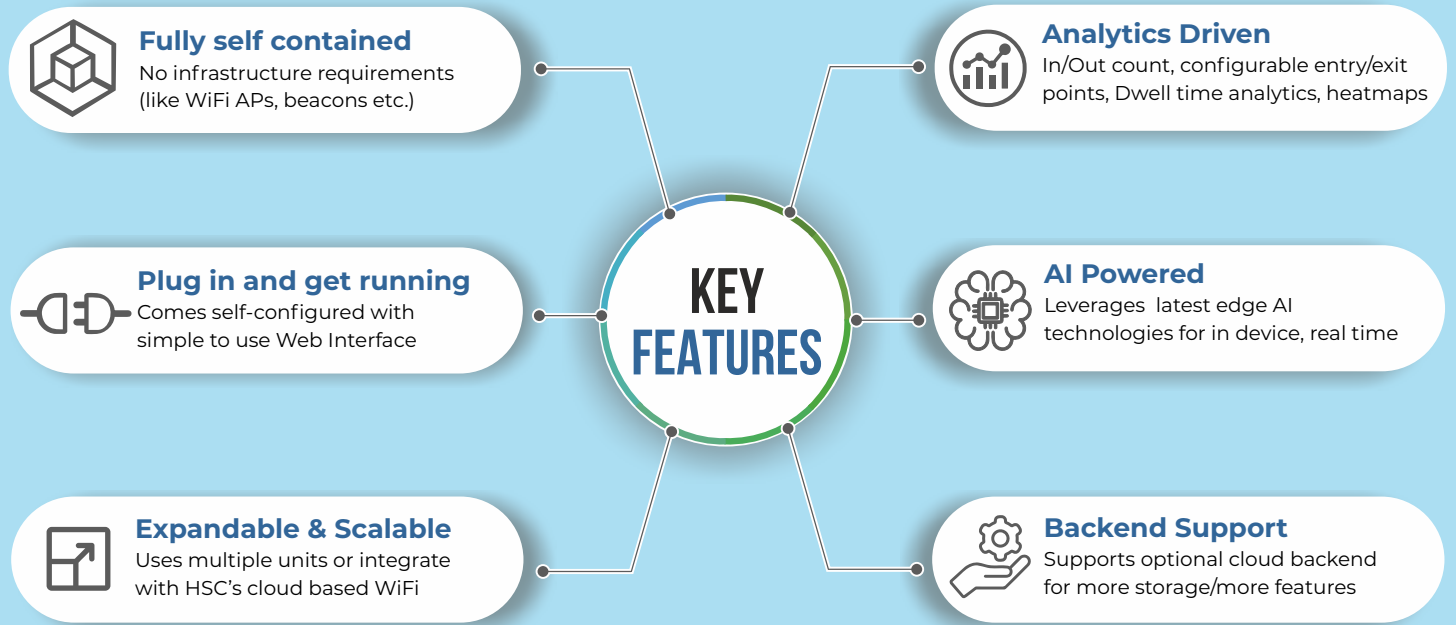 Fully self contained
No infrastructure requirements
(like WiFi APs, beacons etc.)
Analytics Driven
In/Out count, configurable entry/exit
points, Dwell time analytics, heatmaps
Plug in and get running
Comes self-configured with
simple to use Web Interface
KEY
FEATURES
AI Powered
Leverages  latest edge AI
technologies for in device, real time
Expandable & Scalable
Uses multiple units or integrate
with HSC’s cloud based WiFi
Backend Support
Supports optional cloud backend
for more storage/more features